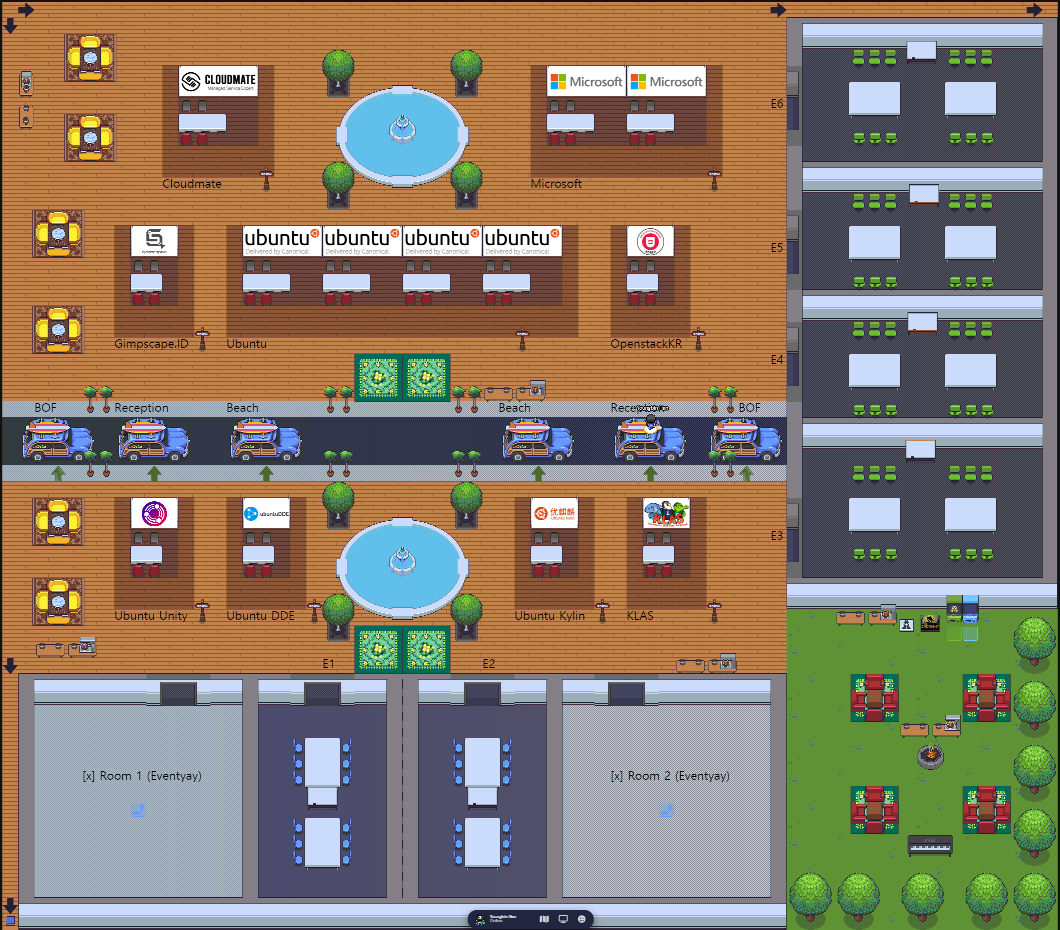 CLOUDMATE
Managed Service Expert
Microsoft
Microsoft
E6
Cloudmate
Microsoft
ubuntu
Delivered by Canonical
ubuntu
Delivered by Canonical
ubuntu
Delivered by Canonical
ubuntu
Delivered by Canonical
E5
Gimpscape.ID
Ubuntu
OpenstackKR
E4
BOF
Reception
Beach
Beach
BOF
ubuntuDDE
优麒麟
UBUNTU KYLIN
KLAS
E3
Ubuntu Unity
Ubuntu DDE
Ubuntu Kylin
KLAS
E1
E2
[x] Room 1 (Eventyay)
[x] Room 2 (Eventyay)